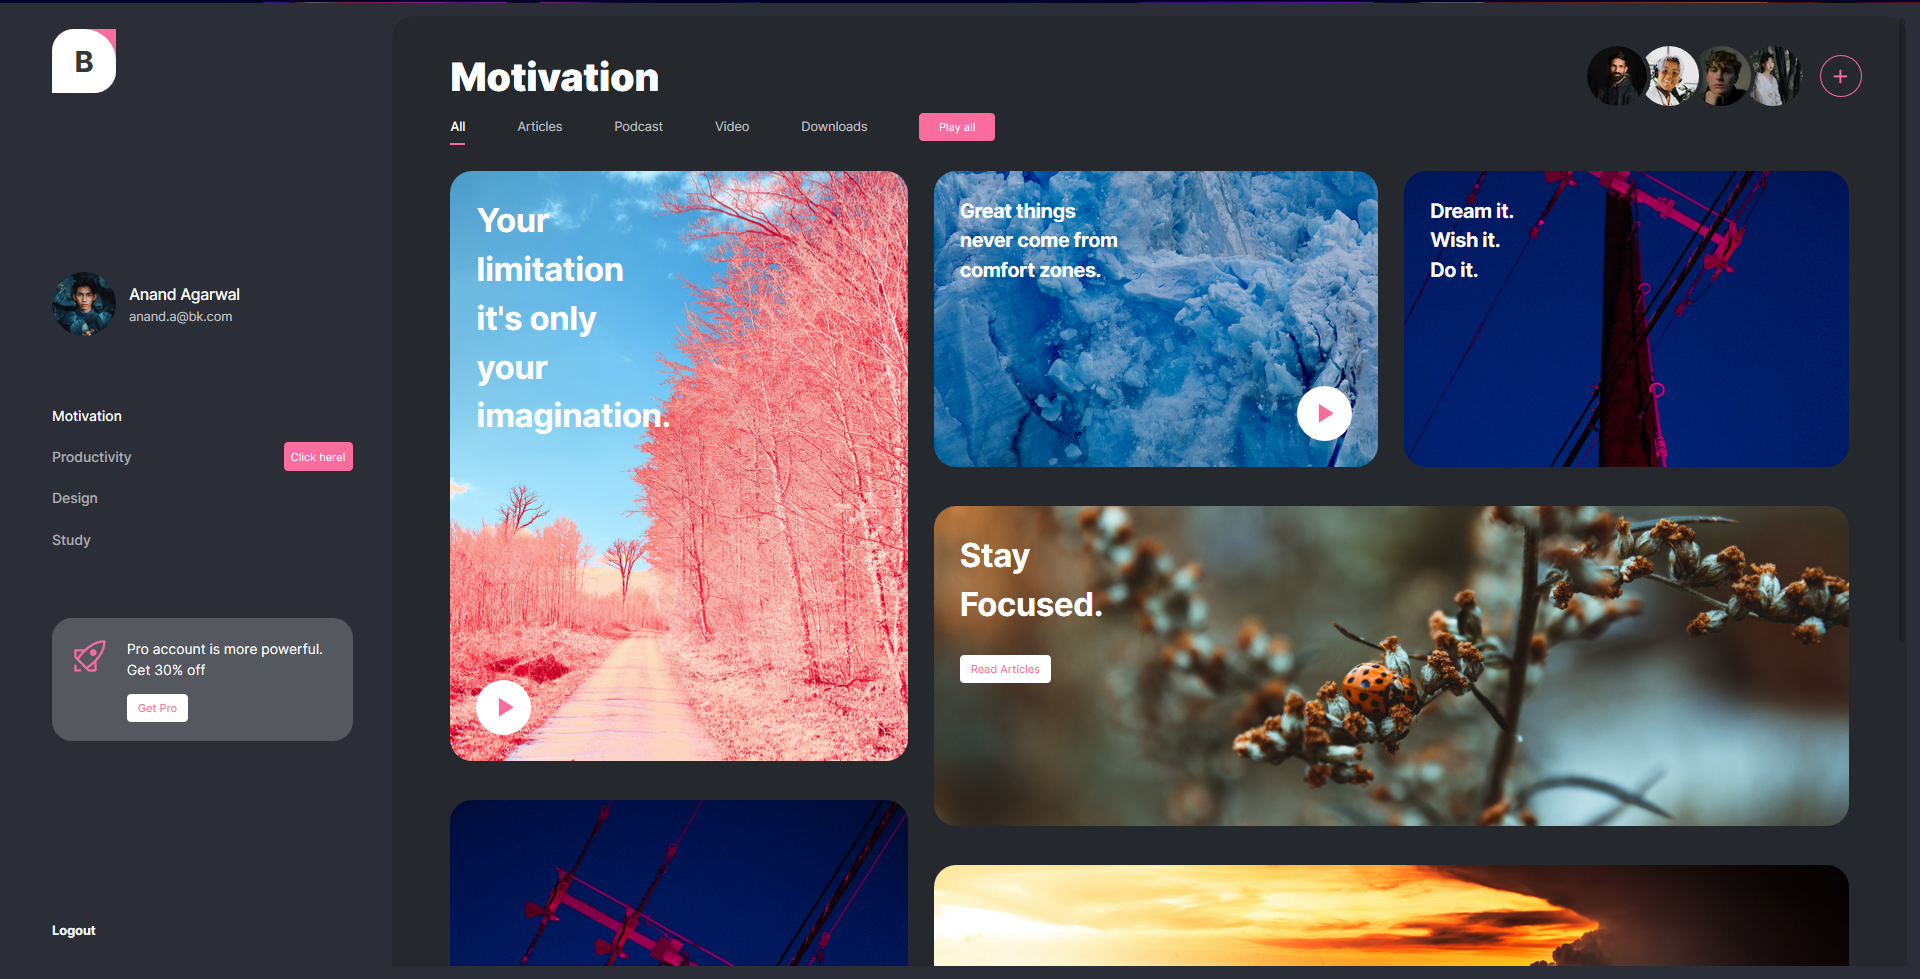 B
Anand Agarwal
anand.a@bk.com
Motivation
Productivity
Click here!
Design
Study
Pro account is more powerful.
Get 30% off
Get Pro
Logout
Motivation
All
Articles
Podcast
Video
Downloads
Play all
Your
limitation
it's only
your
imagination.
Great things
never come from
comfort zones.
Dream it.
Wish it.
Do it.
Stay
Focused.
Read Articles